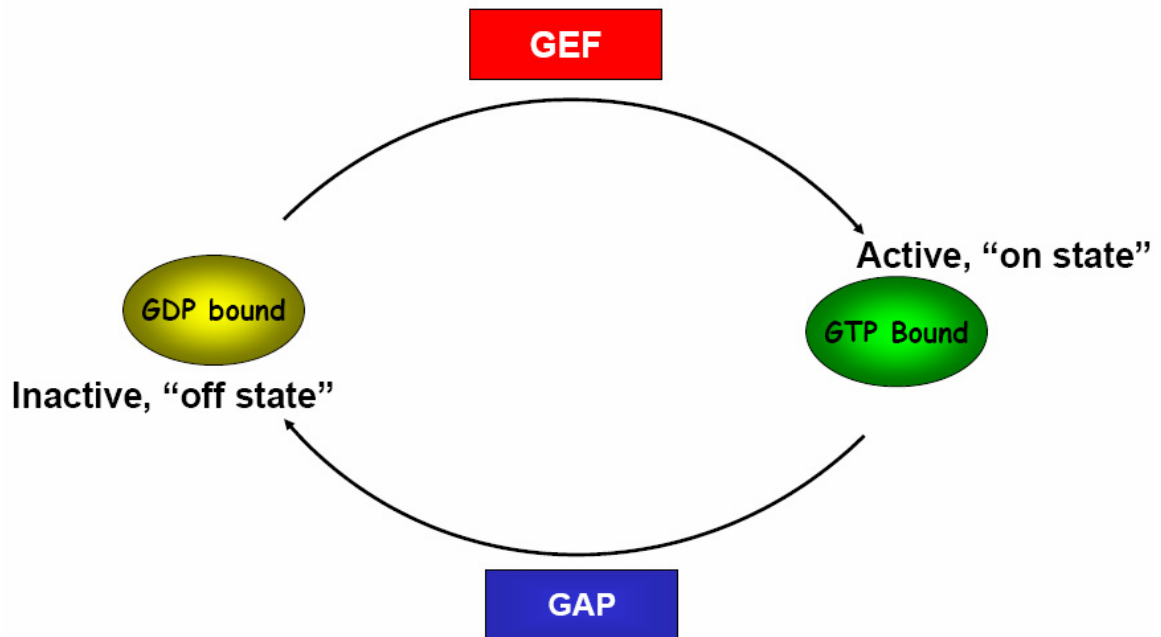 GEF
Active, “on state”
GDP bound
GTP Bound
Inactive, “off state”
GAP